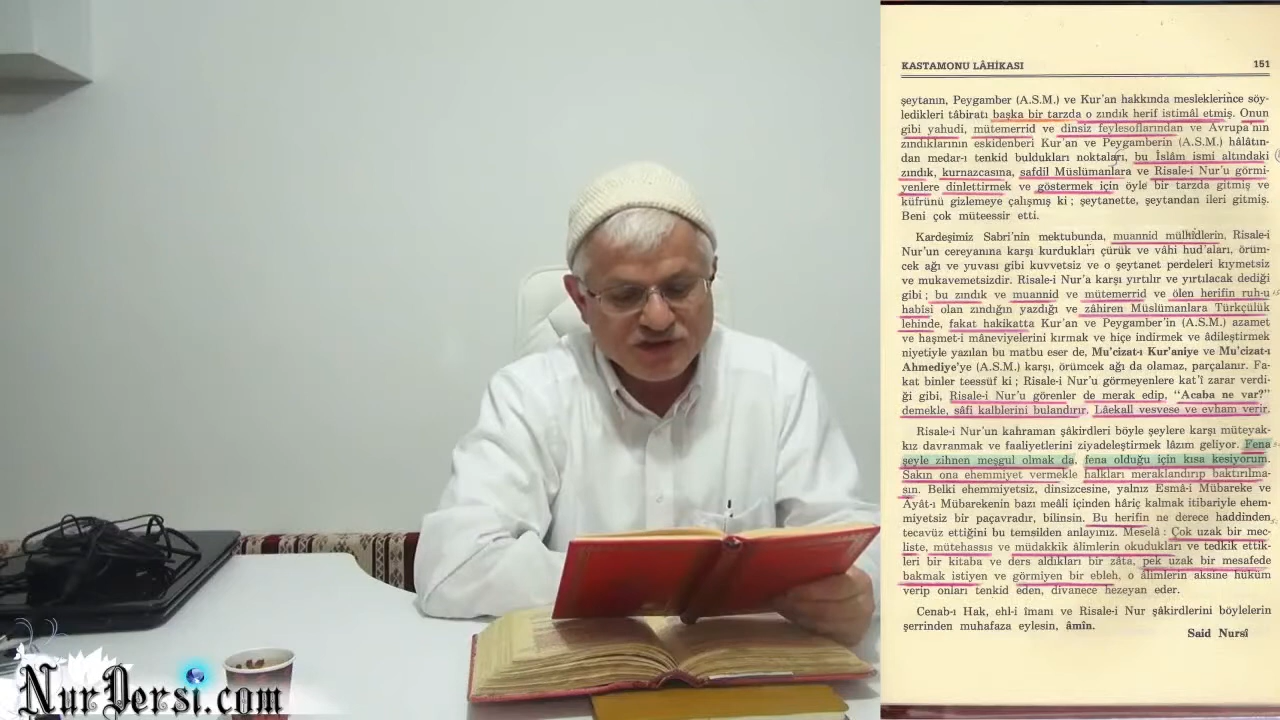 KASTAMONU LÂHİKASI 151
şeytanın, Peygamber (A.S.M.) ve Kur'an hakkında mesleklerince söy-
ledikleri tâbiratı başka bir tarzda o zındık herif istimâl etmiş. Onun
gibi yahudi, mütemerrid ve dinsiz feylesoflarından ve Avrupa'nın
zındıklarının eskidenberi Kur'an ve Peygamberin (A.S.M.) hâlâtın-
dan medar-ı tenkid buldukları noktaları, bu İslâm ismi altındaki
zındık, kurnazcasına, safdil Müslümanlara ve Risale-i Nur'u görmi-
yenlere dinlettirmek ve göstermek için öyle bir tarzda gitmiş ve
küfrünü gizlemeye çalışmış ki; şeytanette, şeytandan ileri gitmiş.
Beni çok müteessir etti.
Kardeşimiz Sabri'nin mektubunda, muannid mülhidlerin, Risale-i
Nur'un cereyanına karşı kurdukları çürük ve vâhi hud'aları, örüm-
cek ağı ve yuvası gibi kuvvetsiz ve o şeytanet perdeleri kıymetsiz
ve mukavemetsizdir. Risale-i Nur'a karşı yırtılır ve yırtılacak dediği
gibi; bu zındık ve muannid ve mütemerrid ve ölen herifin ruh-u
habîsi olan zındığın yazdığı ve zâhiren Müslümanlara Türkçülük
lehinde, fakat hakikatta Kur'an ve Peygamber'in (A.S.M.) azamet
ve haşmet-i mâneviyelerini kırmak ve hiçe indirmek ve âdileştirmek
niyetiyle yazılan bu matbu eser de, Mu'cizat-ı Kur'aniye ve Mu'cizat-ı
Ahmediye'ye (A.S.M.) karşı, örümcek ağı da olamaz, parçalanır. Fa-
kat binler teessüf ki; Risale-i Nur'u görmeyenlere kat'î zarar verdi-
ği gibi, Risale-i Nur'u görenler de merak edip, "Acaba ne var?"
demekle, sâfi kalblerini bulandırır. Lâekall vesvese ve evham verir.
Risale-i Nur'un kahraman şâkirdleri böyle şeylere karşı müteyak-
kız davranmak ve faaliyetlerini ziyadeleştirmek lâzım geliyor. Fena
şeyle zihnen meşgul olmak da, fena olduğu için kısa kesiyorum.
Sakın ona ehemmiyet vermekle halkları meraklandırıp baktırılma-
sın. Belki ehemmiyetsiz, dinsizcesine, yalnız Esmâ-i Mübareke ve
Âyât-ı Mübarekenin bazı meâli içinden hâriç kalmak itibariyle ehem-
miyetsiz bir paçavradır, bilinsin. Bu herifin ne derece haddinden
tecavüz ettiğini bu temsilden anlayınız. Meselâ: Çok uzak bir mec-
liste, mütehassıs ve müdakkik âlimlerin okudukları ve tedkik ettik-
leri bir kitaba ve ders aldıkları bir zâta, pek uzak bir mesafede
bakmak istiyen ve görmiyen bir ebleh, o âlimlerin aksine hüküm
verip onları tenkid eden, divanece hezeyan eder.
Cenab-ı Hak, ehl-i îmanı ve Risale-i Nur şâkirdlerini böylelerin
şerrinden muhafaza eylesin, âmîn.
Said Nursî
NurDersi.com